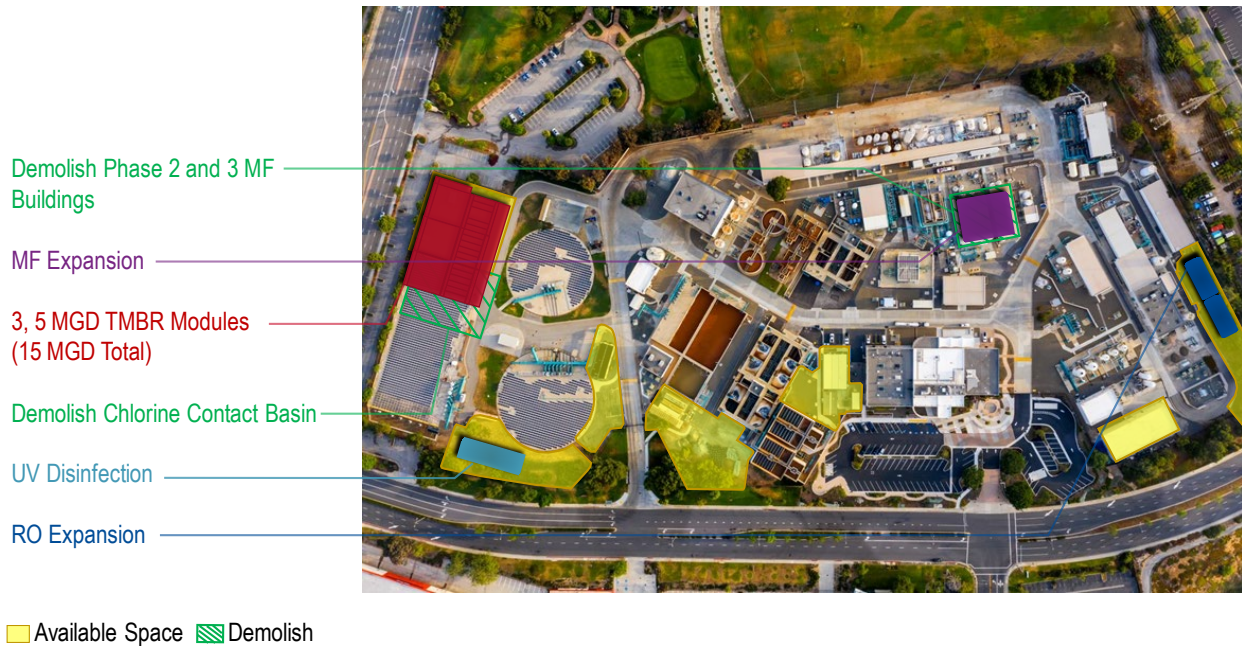 Demolish Phase 2 and 3 MF
Buildings
MF Expansion
3, 5 MGD TMBR Modules
(15 MGD Total)
Demolish Chlorine Contact Basin
UV Disinfection
RO Expansion
Available Space
Demolish